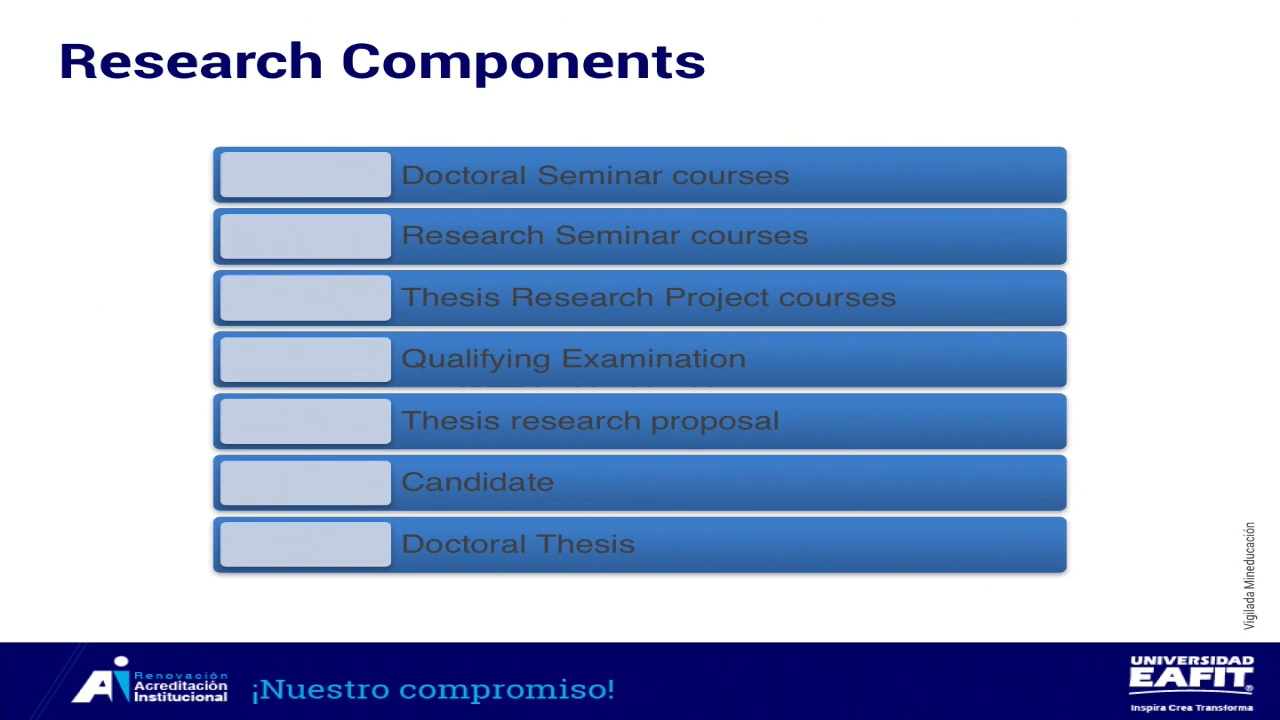 Research Components
Doctoral Seminar courses
Research Seminar courses
Thesis Research Project courses
Qualifying Examination
Thesis research proposal
Candidate
Doctoral Thesis
Vigilada Mineducación
Ai
Renovación
Acreditación
Institucional
¡Nuestro compromiso!
UNIVERSIDAD
EAFIT®
Inspira Crea Transforma